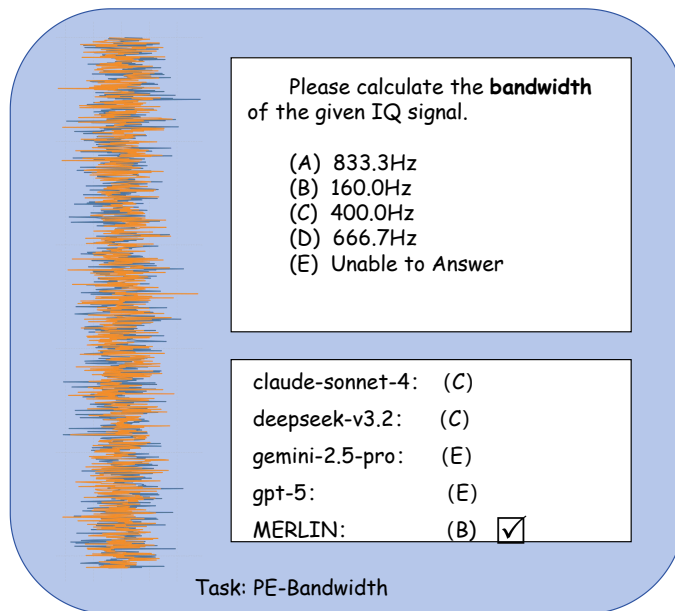 Please calculate the bandwidth
of the given IQ signal.
(A) 833.3Hz
(B) 160.0Hz
(C) 400.0Hz
(D) 666.7Hz
(E) Unable to Answer
claude-sonnet-4: (C)
deepseek-v3.2: (C)
gemini-2.5-pro: (E)
gpt-5: (E)
MERLIN: (B) ☑
Task: PE-Bandwidth